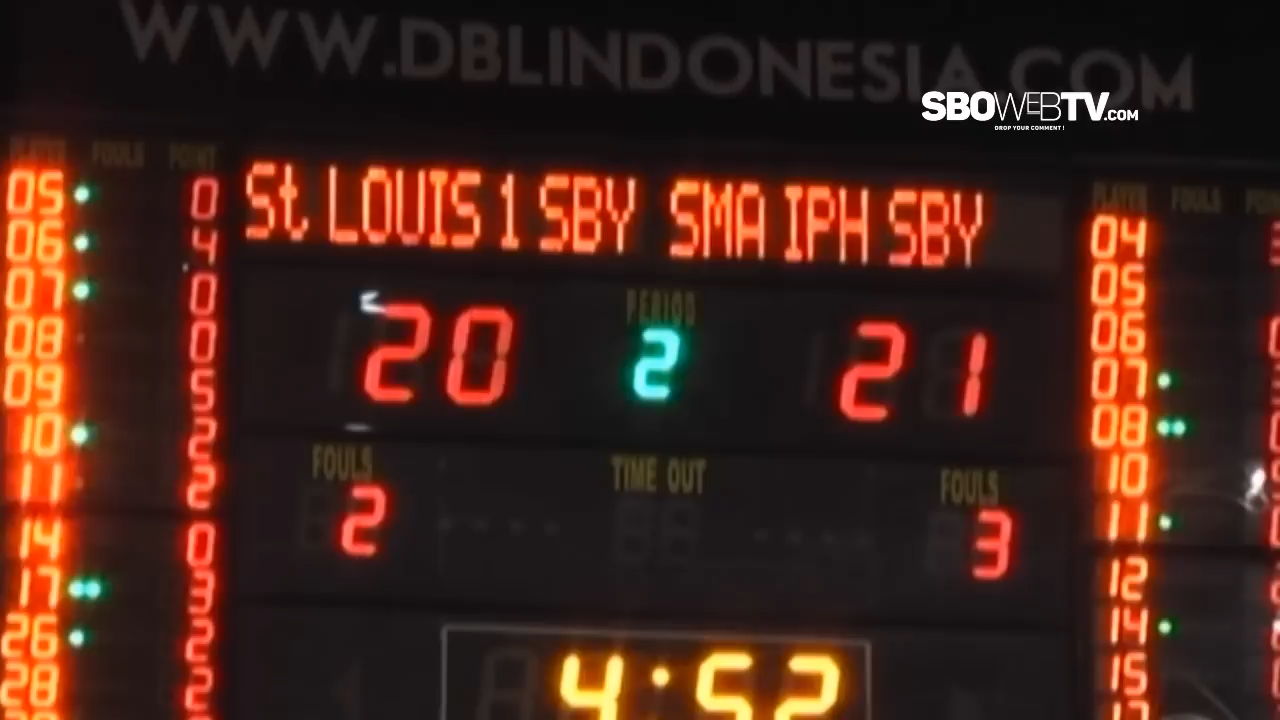 WWW.DBLINDONESIA.COM
SBOWEBTV.COM
DROP YOUR COMMENT!
PLAYER FOULS POINT
St LOUIS 1 SBY SMA IPH SBY
PLAYER FOULS
05 0
06 4
07 0
08 0
09 5
10 2
11 2
14 0
17 3
26 2
28 2
20 PERIOD 2 21
FOULS TIME OUT FOULS
2 3
4:52
04
05
06
07
08
10
11
12
14
15